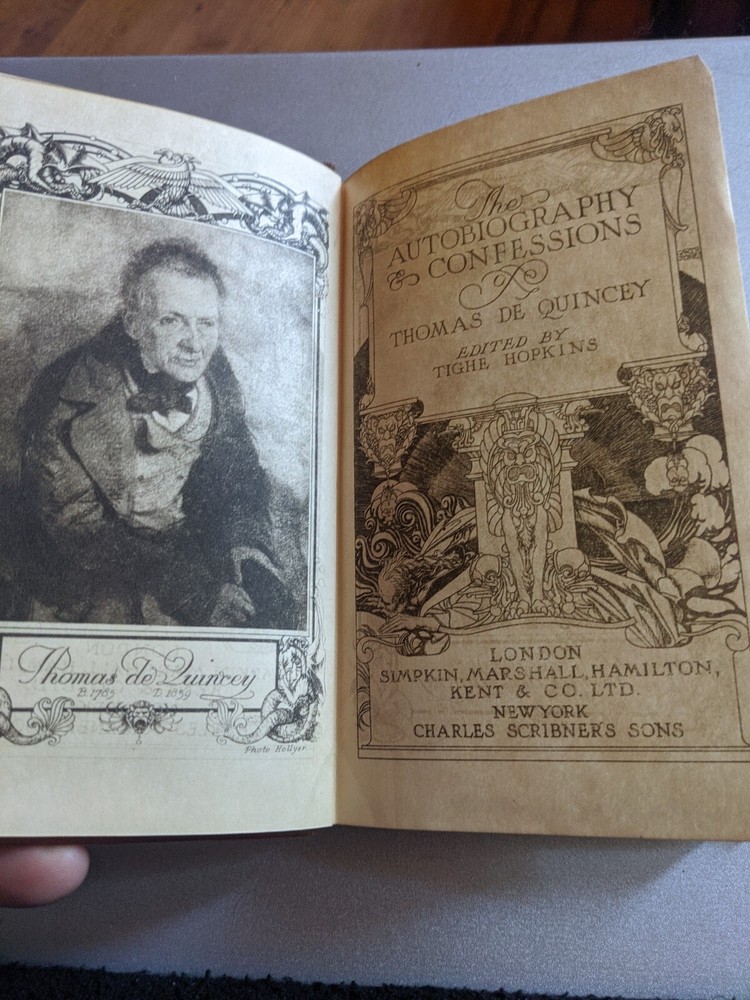 Thomas de Quincey
B. 1785 D. 1859
Photo Hollyer
The
AUTOBIOGRAPHY
& CONFESSIONS
of
THOMAS DE QUINCEY
EDITED BY
TIGHE HOPKINS
LONDON
SIMPKIN, MARSHALL, HAMILTON,
KENT & CO. LTD.
NEW YORK
CHARLES SCRIBNER'S SONS